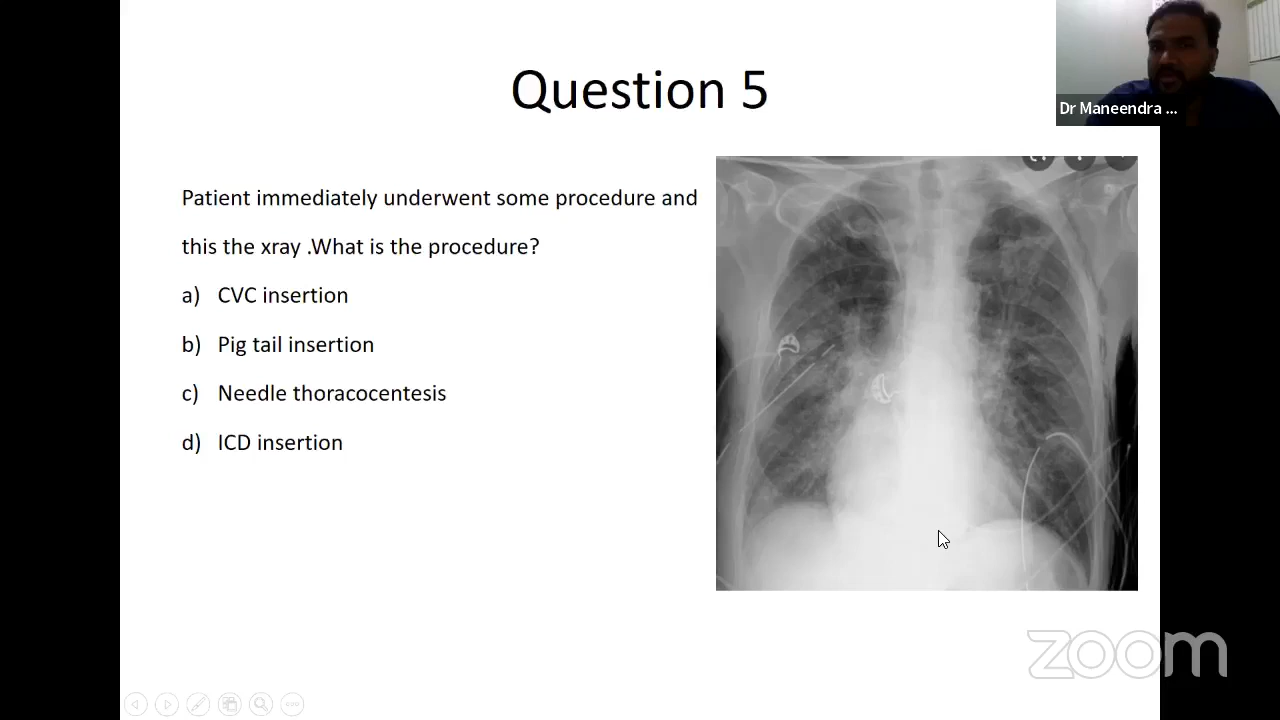 Question 5
Dr Maneendra ...
Patient immediately underwent some procedure and
this the xray .What is the procedure?
a) CVC insertion
b) Pig tail insertion
c) Needle thoracocentesis
d) ICD insertion
zoom